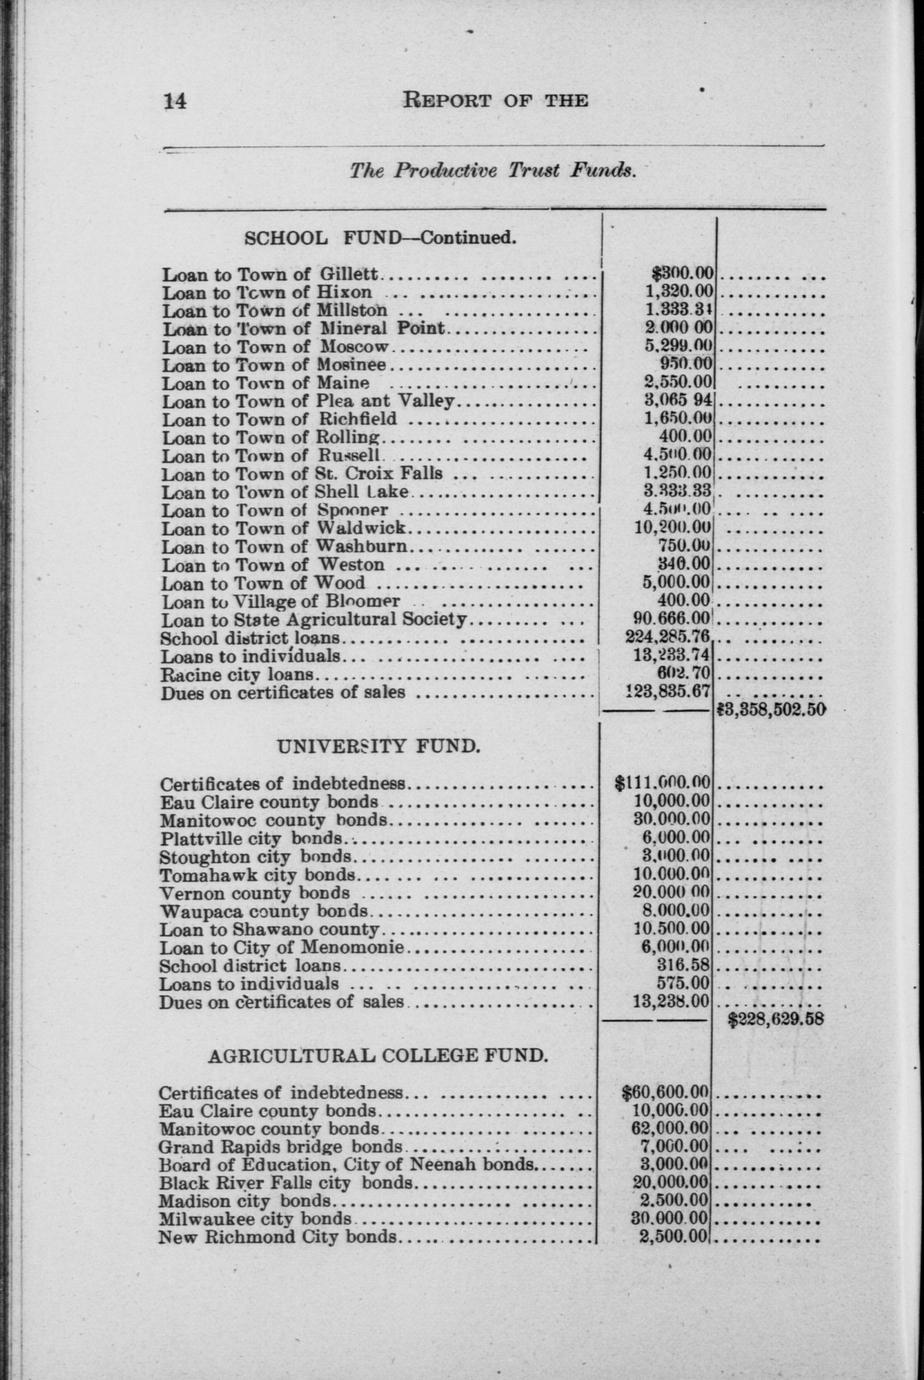 14 REPORT OF THE
The Productive Trust Funds.
SCHOOL FUND—Continued.
Loan to Town of Gillett.......... ........ .... $300.00
Loan to Town of Hixon ... ................... 1,320.00
Loan to Town of Millston ... ................ 1.333.34
Loan to Town of Mineral Point................ 2.000 00
Loan to Town of Moscow..................... 5,299.00
Loan to Town of Mosinee...................... 950.00
Loan to Town of Maine ...................... 2,550.00
Loan to Town of Plea ant Valley............... 3,065 94
Loan to Town of Richfield .................... 1,650.00
Loan to Town of Rolling........ .............. 400.00
Loan to Town of Russell. .................... 4.500.00
Loan to Town of St. Croix Falls ... ........... 1.250 00
Loan to Town of Shell Lake.................... 3.333.33
Loan to Town of Spooner ...................... 4.500.00
Loan to Town of Waldwick.................... 10,200.00
Loan to Town of Washburn............ ....... 750.00
Loan to Town of Weston ... .... ........ ... 340.00
Loan to Town of Wood ...................... 5,000.00
Loan to Village of Bloomer .. ................ 400.00
Loan to State Agricultural Society......... ... 90.666.00
School district loans............ .............. 224,285.76
Loans to individuals... ................. .... 13,233.74
Racine city loans...................... ....... 602.70
Dues on certificates of sales ................... 123,835.67
$3,358,502.50
UNIVERSITY FUND.
Certificates of indebtedness................ .... $111.000.00
Eau Claire county bonds ...................... 10,000.00
Manitowoc county bonds............. ....... 30.000.00
Plattville city bonds.......................... 6,000.00
Stoughton city bonds................. ....... 3,000.00
Tomahawk city bonds....... ... ............. 10.000.00
Vernon county bonds ...... .................. 20.000 00
Waupaca county bonds....................... 8.000.00
Loan to Shawano county...................... 10.500.00
Loan to City of Menomonie.................... 6,000.00
School district loans.......................... 316.58
Loans to individuals ... .. ................ ... 575.00
Dues on certificates of sales.................. . 13,238.00
$228,629.58
AGRICULTURAL COLLEGE FUND.
Certificates of indebtedness... ............ .... $60,600.00
Eau Claire county bonds.................... .. 10,000.00
Manitowoc county bonds.............. ........ 62,000.00
Grand Rapids bridge bonds.................... 7,000.00
Board of Education, City of Neenah bonds....... 3,000.00
Black River Falls city bonds................... 20,000.00
Madison city bonds................... ........ 2.500.00
Milwaukee city bonds......................... 30.000.00
New Richmond City bonds..... ............... 2,500.00